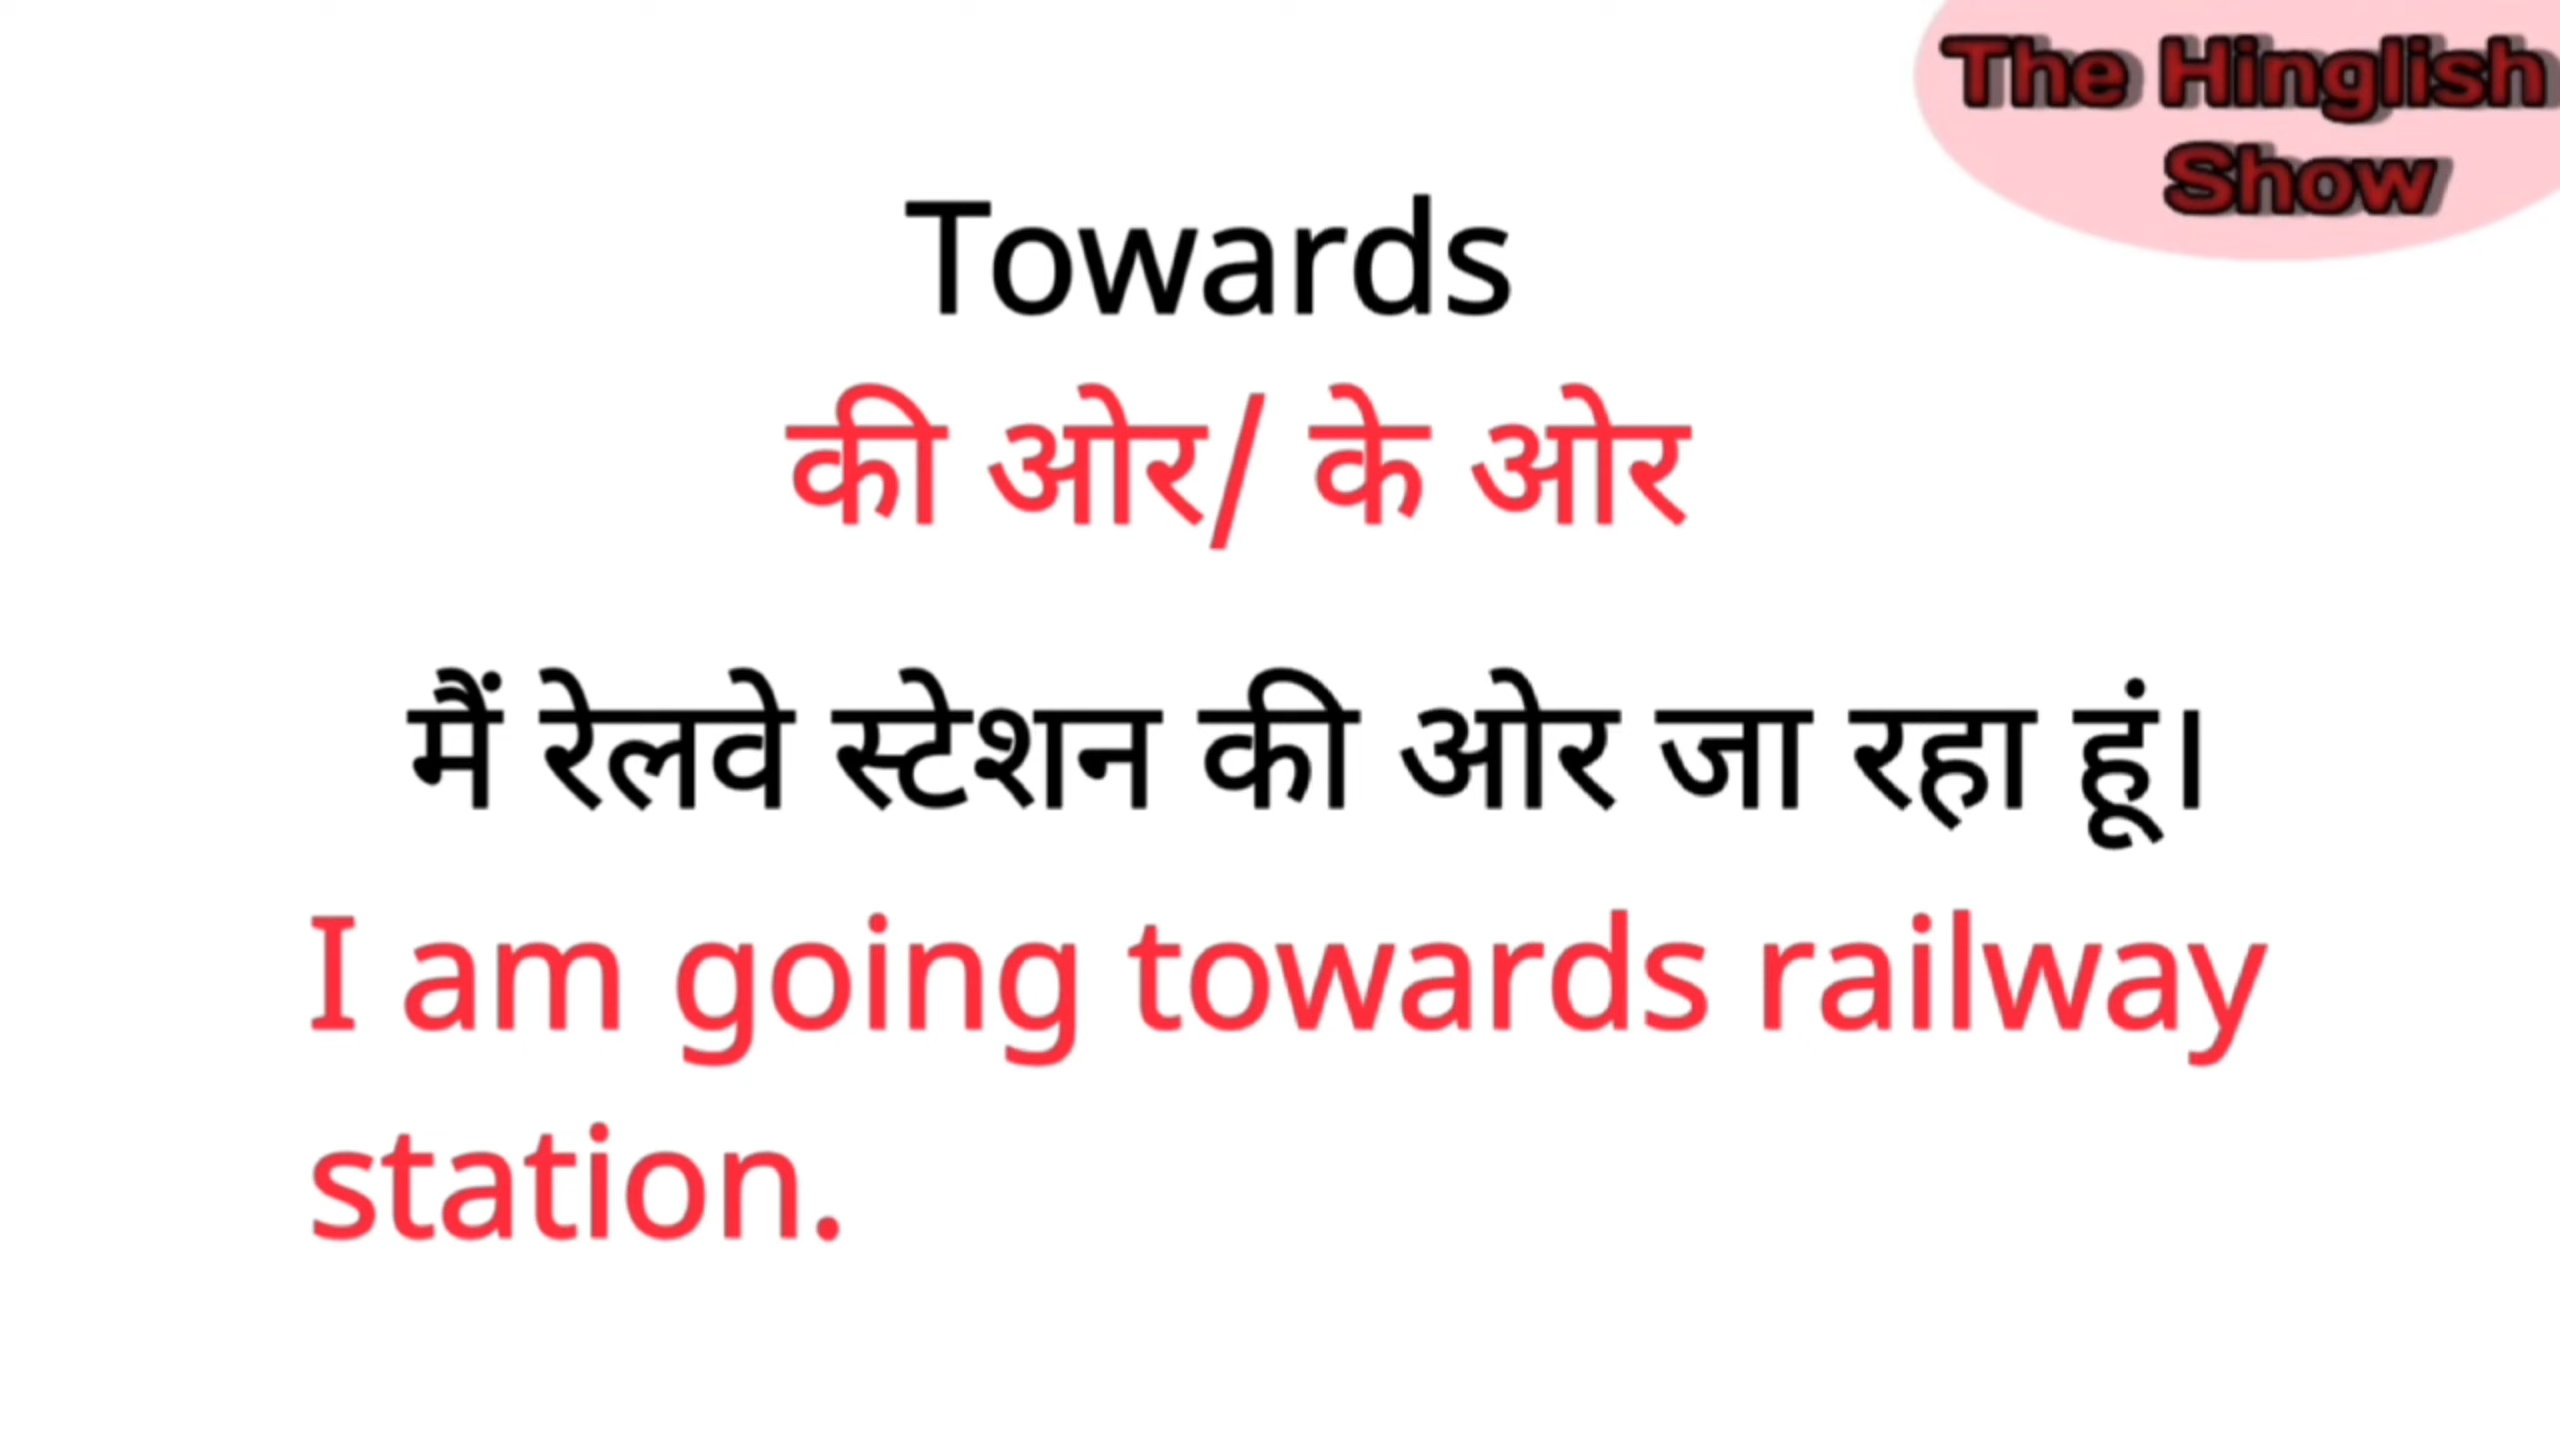 The Hinglish
Show
Towards
की ओर/ के ओर
मैं रेलवे स्टेशन की ओर जा रहा हूं।
I am going towards railway
station.